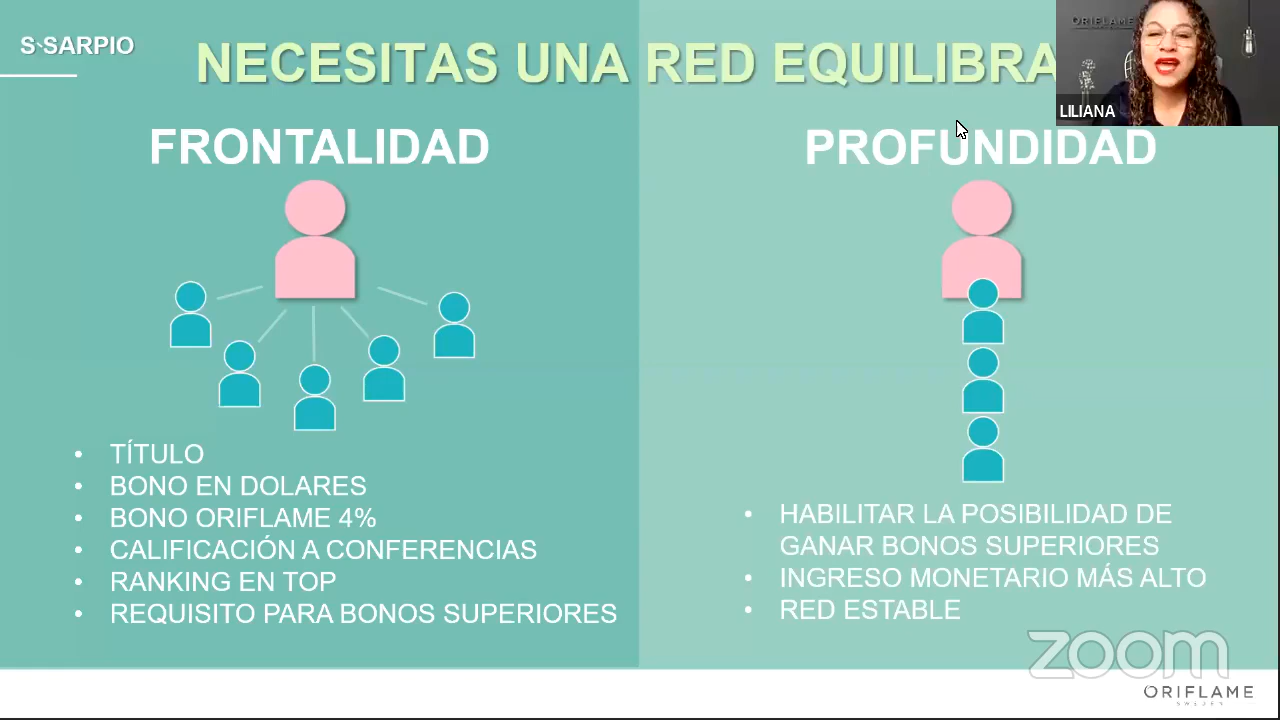 S·SARPIO
NECESITAS UNA RED EQUILIBRA
ORIFLAME
LILIANA
FRONTALIDAD
PROFUNDIDAD
• TÍTULO
• BONO EN DOLARES
• BONO ORIFLAME 4%
• CALIFICACIÓN A CONFERENCIAS
• RANKING EN TOP
• REQUISITO PARA BONOS SUPERIORES
• HABILITAR LA POSIBILIDAD DE
GANAR BONOS SUPERIORES
• INGRESO MONETARIO MÁS ALTO
• RED ESTABLE
zoom
ORIFLAME
SWEDEN